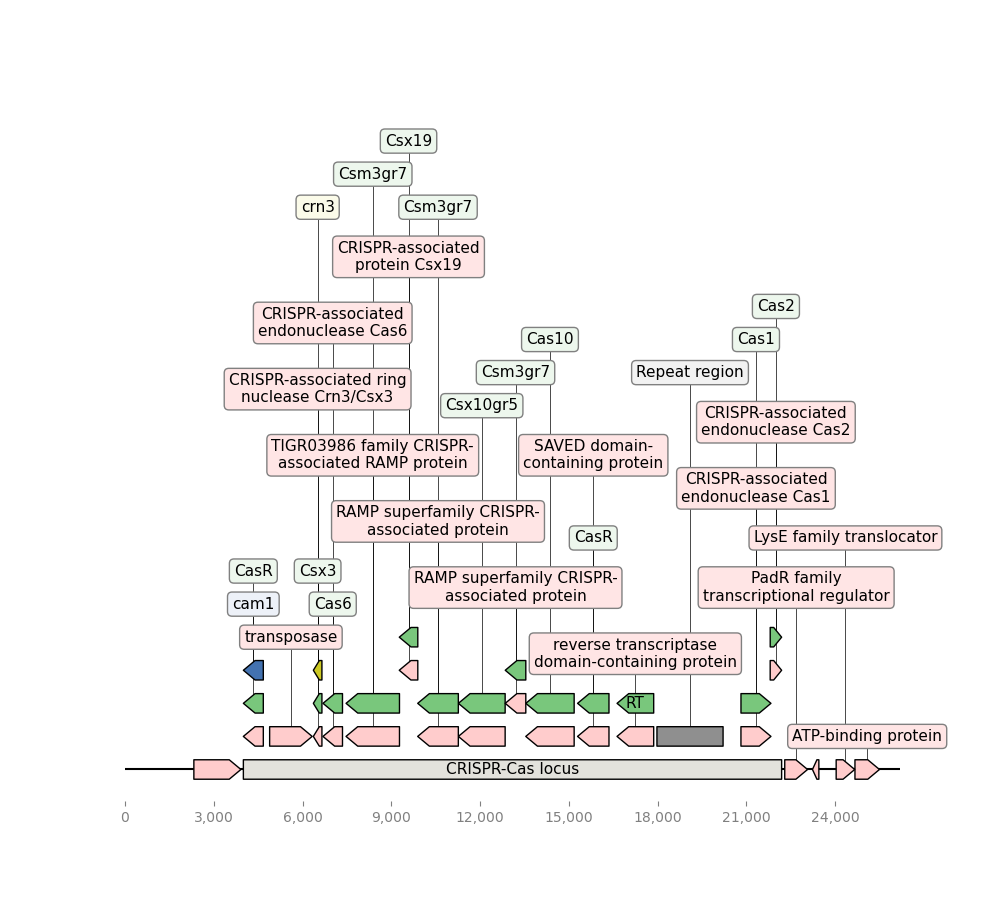 Csx19
Csm3gr7
crn3
Csm3gr7
CRISPR-associated
protein Csx19
Cas2
CRISPR-associated
endonuclease Cas6
Cas10
Cas1
Csm3gr7
Repeat region
CRISPR-associated ring
nuclease Crn3/Csx3
Csx10gr5
CRISPR-associated
endonuclease Cas2
TIGR03986 family CRISPR-
associated RAMP protein
SAVED domain-
containing protein
CRISPR-associated
endonuclease Cas1
RAMP superfamily CRISPR-
associated protein
CasR
LysE family translocator
CasR
Csx3
RAMP superfamily CRISPR-
associated protein
PadR family
transcriptional regulator
cam1
Cas6
transposase
reverse transcriptase
domain-containing protein
RT
ATP-binding protein
CRISPR-Cas locus
0
3,000
6,000
9,000
12,000
15,000
18,000
21,000
24,000